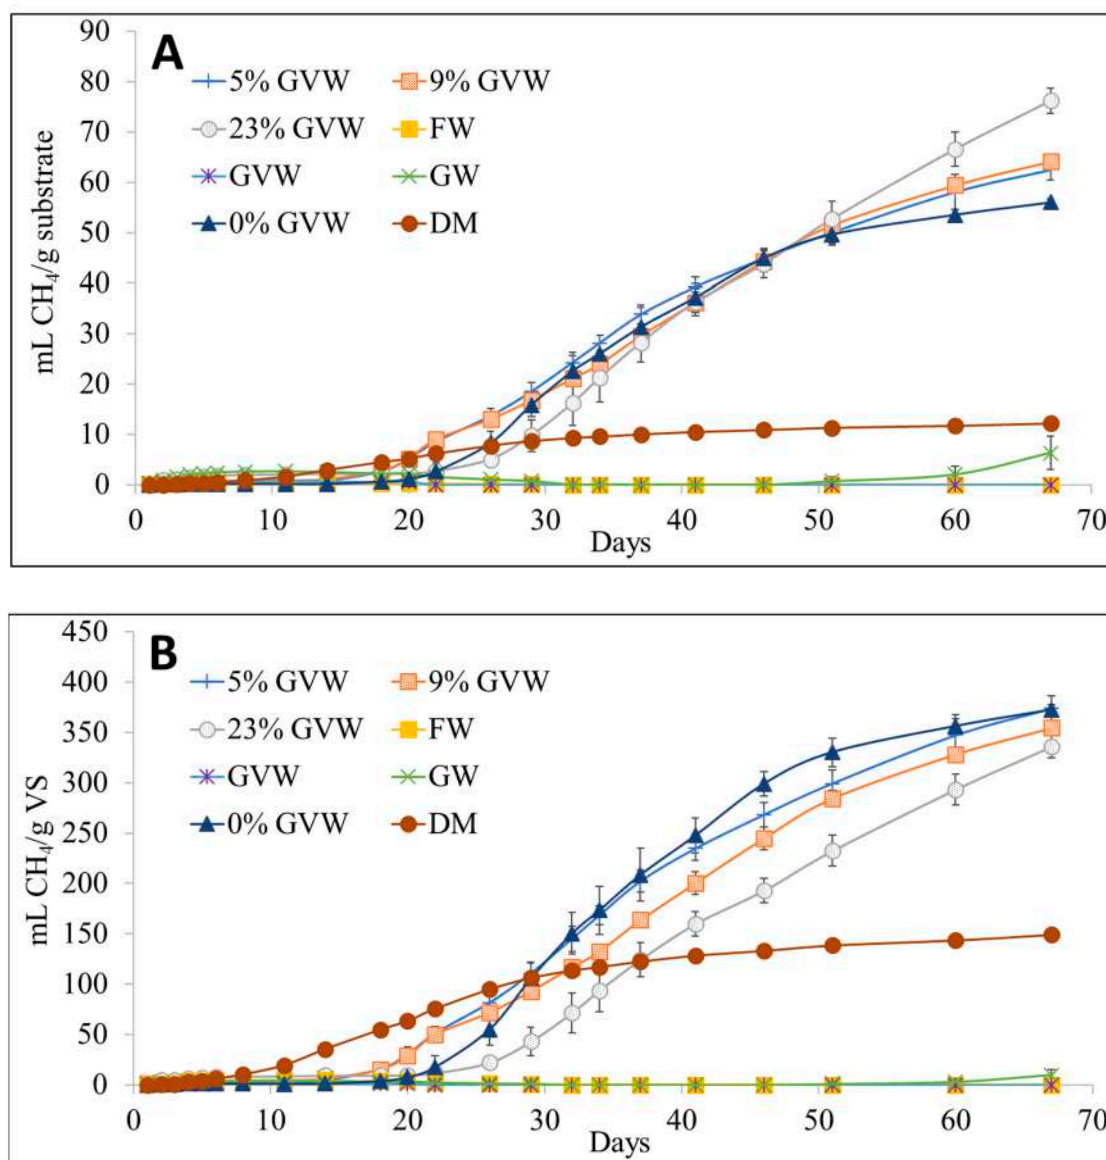 A
5% GVW 9% GVW
23% GVW FW
GVW GW
0% GVW DM
mL CH₄/g substrate
90
80
70
60
50
40
30
20
10
0
0 10 20 30 40 50 60 70
Days
B
5% GVW 9% GVW
23% GVW FW
GVW GW
0% GVW DM
mL CH₄/g VS
450
400
350
300
250
200
150
100
50
0
0 10 20 30 40 50 60 70
Days